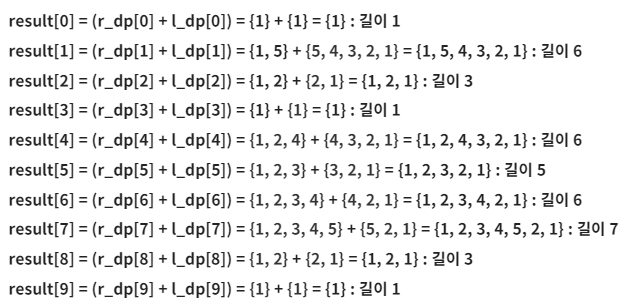 result[0] = (r_dp[0] + l_dp[0]) = {1} + {1} = {1} : 길이 1
result[1] = (r_dp[1] + l_dp[1]) = {1, 5} + {5, 4, 3, 2, 1} = {1, 5, 4, 3, 2, 1} : 길이 6
result[2] = (r_dp[2] + l_dp[2]) = {1, 2} + {2, 1} = {1, 2, 1} : 길이 3
result[3] = (r_dp[3] + l_dp[3]) = {1} + {1} = {1} : 길이 1
result[4] = (r_dp[4] + l_dp[4]) = {1, 2, 4} + {4, 3, 2, 1} = {1, 2, 4, 3, 2, 1} : 길이 6
result[5] = (r_dp[5] + l_dp[5]) = {1, 2, 3} + {3, 2, 1} = {1, 2, 3, 2, 1} : 길이 5
result[6] = (r_dp[6] + l_dp[6]) = {1, 2, 3, 4} + {4, 2, 1} = {1, 2, 3, 4, 2, 1} : 길이 6
result[7] = (r_dp[7] + l_dp[7]) = {1, 2, 3, 4, 5} + {5, 2, 1} = {1, 2, 3, 4, 5, 2, 1} : 길이 7
result[8] = (r_dp[8] + l_dp[8]) = {1, 2} + {2, 1} = {1, 2, 1} : 길이 3
result[9] = (r_dp[9] + l_dp[9]) = {1} + {1} = {1} : 길이 1